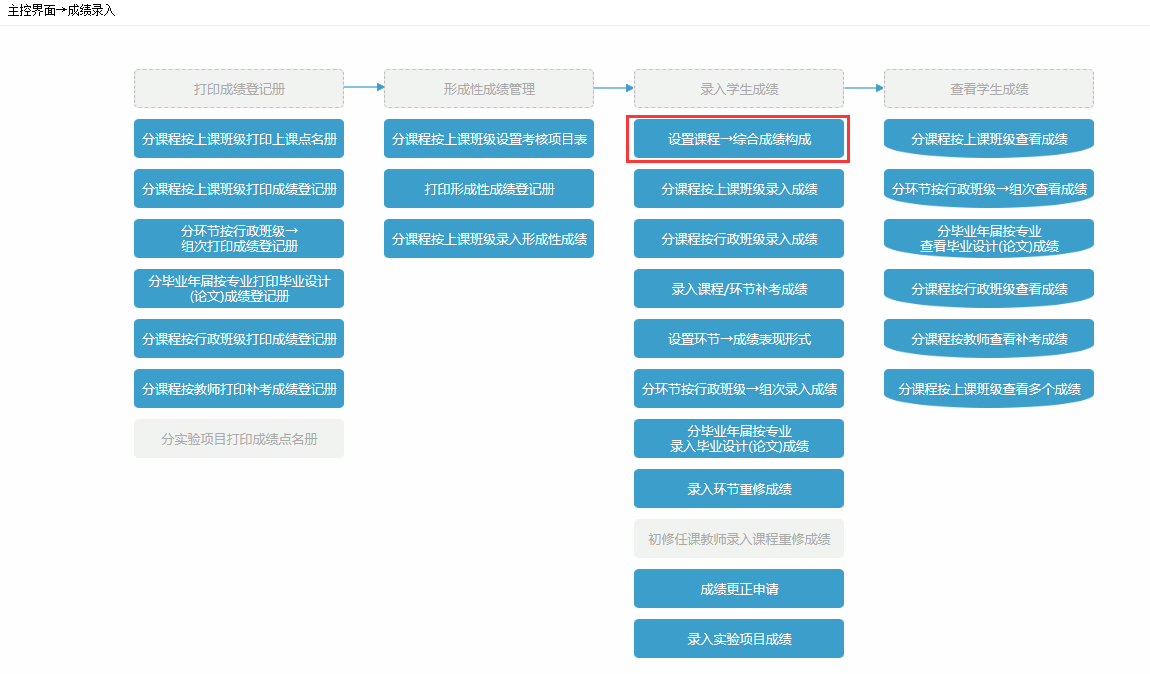 主控界面→成绩录入
打印成绩登记册
形成性成绩管理
录入学生成绩
查看学生成绩
分课程按上课班级打印上课点名册
分课程按上课班级设置考核项目表
设置课程→综合成绩构成
分课程按上课班级查看成绩
分课程按上课班级打印成绩登记册
打印形成性成绩登记册
分课程按上课班级录入成绩
分环节按行政班级→组次查看成绩
分环节按行政班级→
组次打印成绩登记册
分课程按上课班级录入形成性成绩
分课程按行政班级录入成绩
分毕业年届按专业
查看毕业设计(论文)成绩
分毕业年届按专业打印毕业设计
(论文)成绩登记册
录入课程/环节补考成绩
分课程按行政班级查看成绩
分课程按行政班级打印成绩登记册
设置环节→成绩表现形式
分课程按教师查看补考成绩
分课程按教师打印补考成绩登记册
分环节按行政班级→组次录入成绩
分课程按上课班级查看多个成绩
分实验项目打印成绩点名册
分毕业年届按专业
录入毕业设计(论文)成绩
录入环节重修成绩
初修任课教师录入课程重修成绩
成绩更正申请
录入实验项目成绩